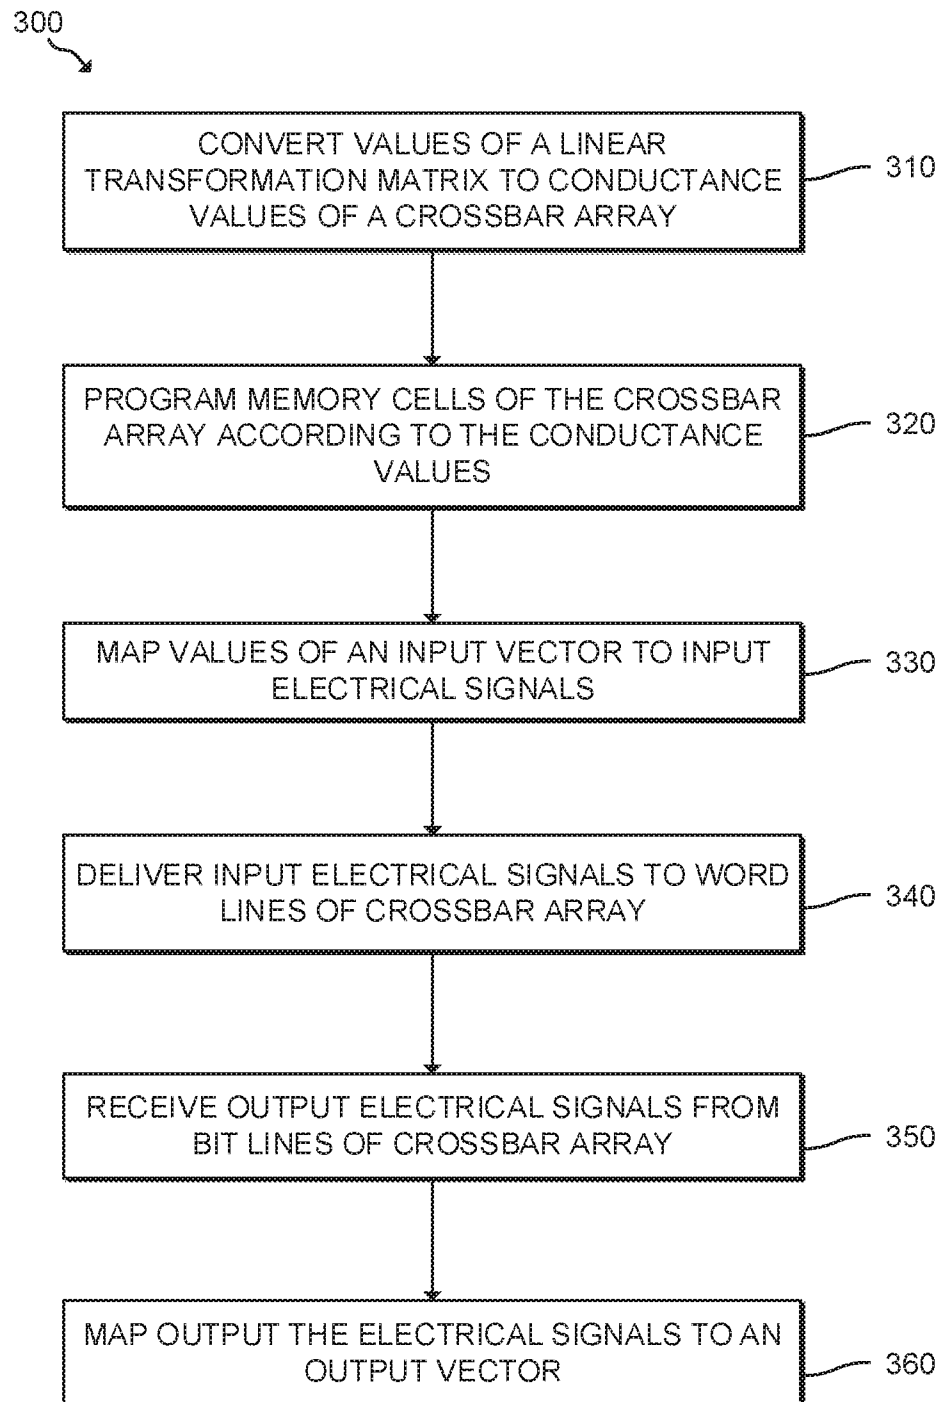 300
CONVERT VALUES OF A LINEAR
TRANSFORMATION MATRIX TO CONDUCTANCE
VALUES OF A CROSSBAR ARRAY
310
PROGRAM MEMORY CELLS OF THE CROSSBAR
ARRAY ACCORDING TO THE CONDUCTANCE
VALUES
320
MAP VALUES OF AN INPUT VECTOR TO INPUT
ELECTRICAL SIGNALS
330
DELIVER INPUT ELECTRICAL SIGNALS TO WORD
LINES OF CROSSBAR ARRAY
340
RECEIVE OUTPUT ELECTRICAL SIGNALS FROM
BIT LINES OF CROSSBAR ARRAY
350
MAP OUTPUT THE ELECTRICAL SIGNALS TO AN
OUTPUT VECTOR
360